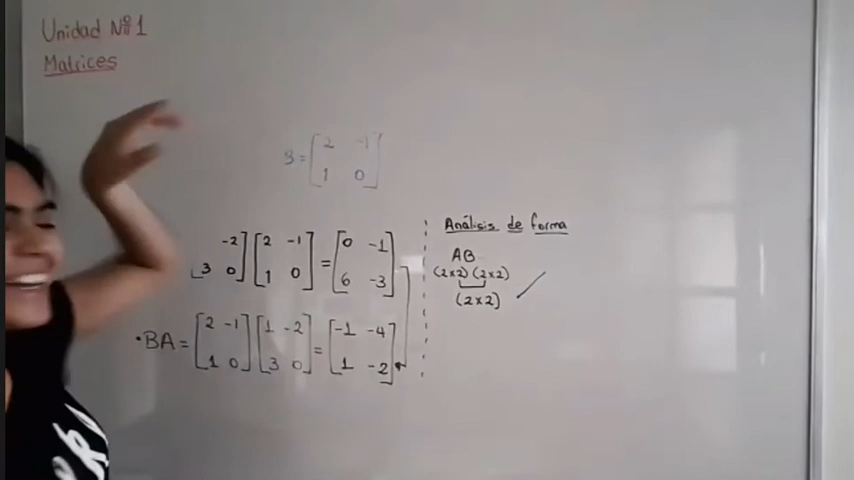 Unidad Nº1
Matrices
B = [2 -1
1 0]
-2] [2 -1] = [0 -1]
[3 0] [1 0] [6 -3]
Análisis de forma
AB
(2x2) (2x2)
(2x2)
• BA = [2 -1] [1 -2] = [-1 -4]
[1 0] [3 0] [1 -2]